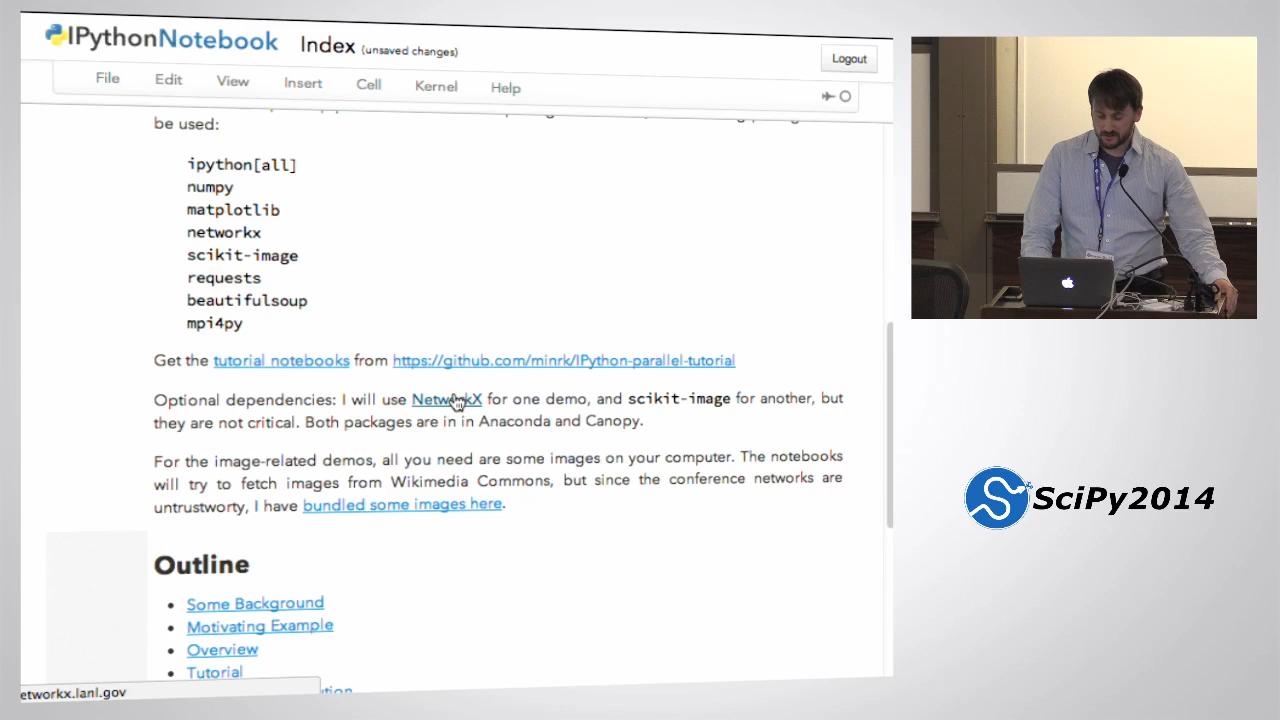 IPythonNotebook Index (unsaved changes)
Logout
File Edit View Insert Cell Kernel Help
be used:
ipython[all]
numpy
matplotlib
networkx
scikit-image
requests
beautifulsoup
mpi4py
Get the tutorial notebooks from https://github.com/minrk/IPython-parallel-tutorial
Optional dependencies: I will use NetworkX for one demo, and scikit-image for another, but
they are not critical. Both packages are in in Anaconda and Canopy.
For the image-related demos, all you need are some images on your computer. The notebooks
will try to fetch images from Wikimedia Commons, but since the conference networks are
untrustworty, I have bundled some images here.
Outline
• Some Background
• Motivating Example
• Overview
• Tutorial
etworkx.lanl.gov
SciPy2014